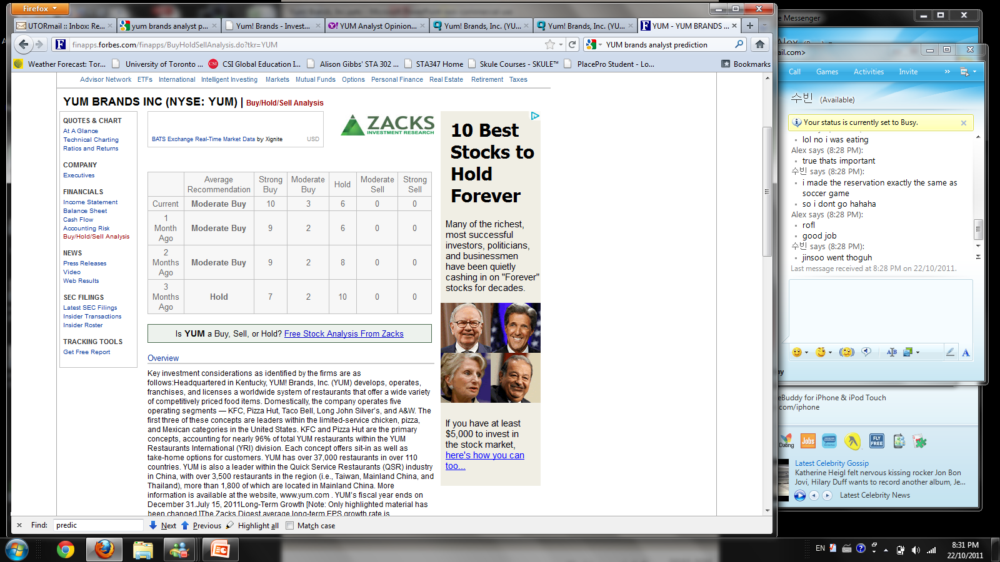 Firefox
UTORmail :: Inbox: Re...
yum brands analyst p...
Yum! Brands - Invest...
YUM Analyst Opinion...
Yum! Brands, Inc. (YU...
Yum! Brands, Inc. (YU...
YUM - YUM BRANDS ...
finapps.forbes.com/finapps/BuyHoldSellAnalysis.do?tkr=YUM
YUM brands analyst prediction
Weather Forecast: Tor...
University of Toronto ...
CSI Global Education I...
Alison Gibbs' STA 302 ...
STA347 Home
Skule Courses - SKULE™
PlacePro Student - Lo...
Bookmarks
Advisor Network ETFs International Intelligent Investing Markets Mutual Funds Options Personal Finance Real Estate Retirement Taxes
YUM BRANDS INC (NYSE: YUM) | Buy/Hold/Sell Analysis
QUOTES & CHART
At A Glance
Technical Charting
Ratios and Returns
COMPANY
Executives
FINANCIALS
Income Statement
Balance Sheet
Cash Flow
Accounting Risk
Buy/Hold/Sell Analysis
NEWS
Press Releases
Video
Web Results
SEC FILINGS
Latest SEC Filings
Insider Transactions
Insider Roster
TRACKING TOOLS
Get Free Report
BATS Exchange Real-Time Market Data by Xignite USD
ZACKS
INVESTMENT RESEARCH
Average Recommendation Strong Buy Moderate Buy Hold Moderate Sell Strong Sell
Current Moderate Buy 10 3 6 0 0
1 Month Ago Moderate Buy 9 2 6 0 0
2 Months Ago Moderate Buy 9 2 8 0 0
3 Months Ago Hold 7 2 10 0 0
Is YUM a Buy, Sell, or Hold? Free Stock Analysis From Zacks
Overview
Key investment considerations as identified by the firms are as
follows:Headquartered in Kentucky, YUM! Brands, Inc. (YUM) develops, operates,
franchises, and licenses a worldwide system of restaurants that offer a wide variety
of competitively priced food items. Domestically, the company operates five
operating segments — KFC, Pizza Hut, Taco Bell, Long John Silver's, and A&W. The
first three of these concepts are leaders within the limited-service chicken, pizza,
and Mexican categories in the United States. KFC and Pizza Hut are the primary
concepts, accounting for nearly 96% of total YUM restaurants within the YUM
Restaurants International (YRI) division. Each concept offers sit-in as well as
take-home options for customers. YUM has over 37,000 restaurants in over 110
countries. YUM is also a leader within the Quick Service Restaurants (QSR) industry
in China, with over 3,500 restaurants in the region (i.e., Taiwan, Mainland China, and
Thailand), more than 1,800 of which are located in Mainland China. More
information is available at the website, www.yum.com . YUM's fiscal year ends on
December 31.July 15, 2011Long-Term Growth [Note: Only highlighted material has
been changed.]The Zacks Digest average long-term EPS growth rate is
10 Best
Stocks to
Hold
Forever
Many of the richest,
most successful
investors, politicians,
and businessmen
have been quietly
cashing in on "Forever"
stocks for decades.
If you have at least
$5,000 to invest in
the stock market,
here's how you can
too...
Find: predic Next Previous Highlight all Match case
e Messenger
Alex
ail.com>
Call Games Activities Invite »
수빈 (Available)
Your status is currently set to Busy.
lol no i was eating
Alex says (8:28 PM):
true thats important
수빈 says (8:28 PM):
i made the reservation exactly the same as
soccer game
so i dont go hahaha
Alex says (8:28 PM):
rofl
good job
수빈 says (8:28 PM):
jinsoo went thoguh
Last message received at 8:28 PM on 22/10/2011.
ay
eBuddy for iPhone & iPod Touch
.com/iphone
Dating
Jobs
FLY FREE
Latest Celebrity Gossip
Katherine Heigl felt nervous kissing rocker Jon Bon
Jovi, Hilary Duff wants to record another album, Je...
Latest Celebrity News
EN
8:31 PM
22/10/2011